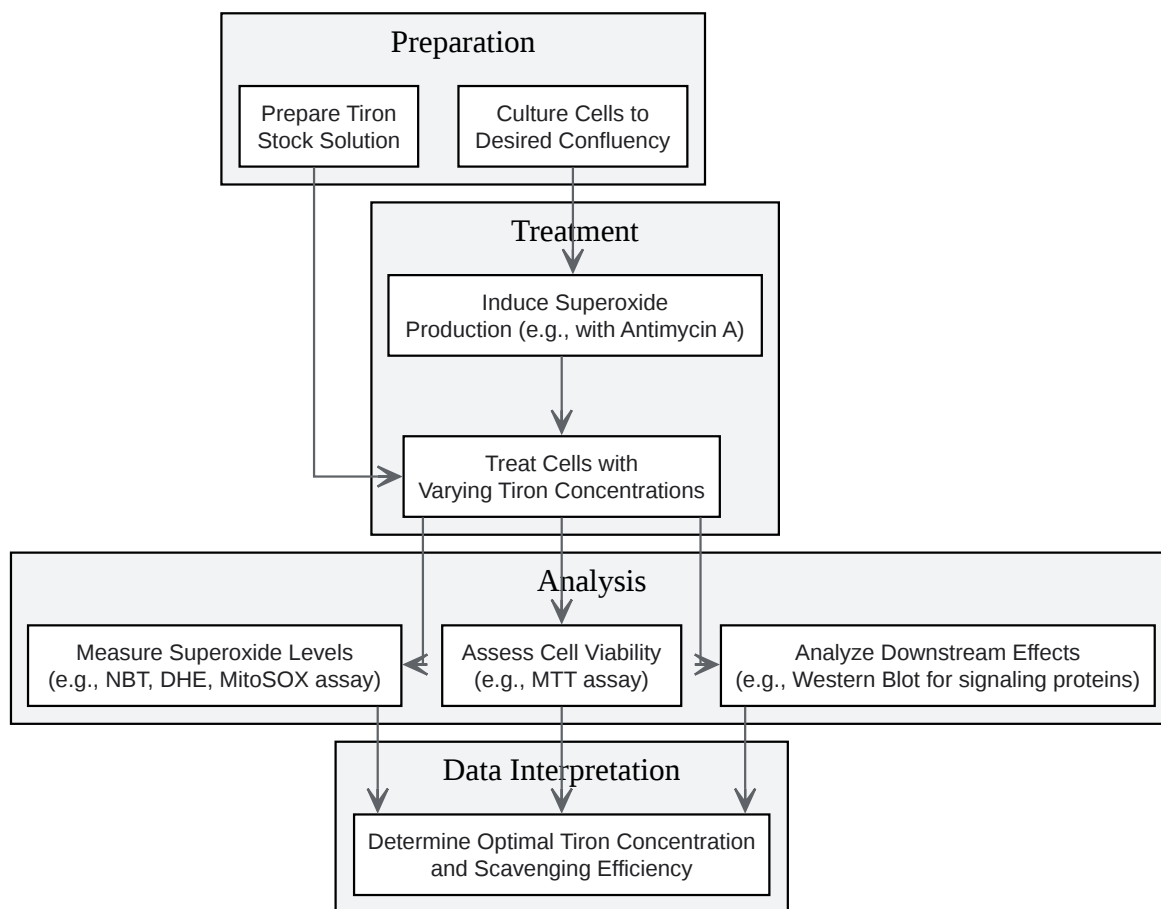 Preparation
Prepare Tiron
Stock Solution
Culture Cells to
Desired Confluency
Treatment
Induce Superoxide
Production (e.g., with Antimycin A)
Treat Cells with
Varying Tiron Concentrations
Analysis
Measure Superoxide Levels
(e.g., NBT, DHE, MitoSOX assay)
Assess Cell Viability
(e.g., MTT assay)
Analyze Downstream Effects
(e.g., Western Blot for signaling proteins)
Data Interpretation
Determine Optimal Tiron Concentration
and Scavenging Efficiency